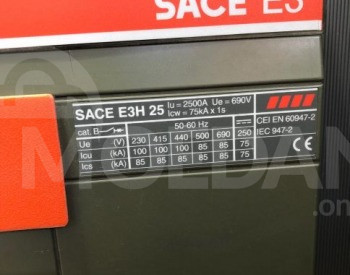 SACE E3
SACE E3H 25 Iu = 2500A Ue = 690V
Icw = 75kA x 1s
cat. B 50-60 Hz
Ue (V) 230 415 440 500 690 250
Icu (kA) 100 100 100 85 85 75
Ics (kA) 85 85 85 85 85 75
CEI EN 60947-2
IEC 947-2
CE